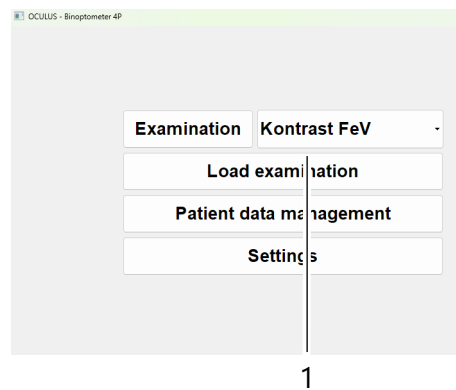 OCULUS - Binoptometer 4P
Examination Kontrast FeV
Load examination
Patient data management
Settings
1